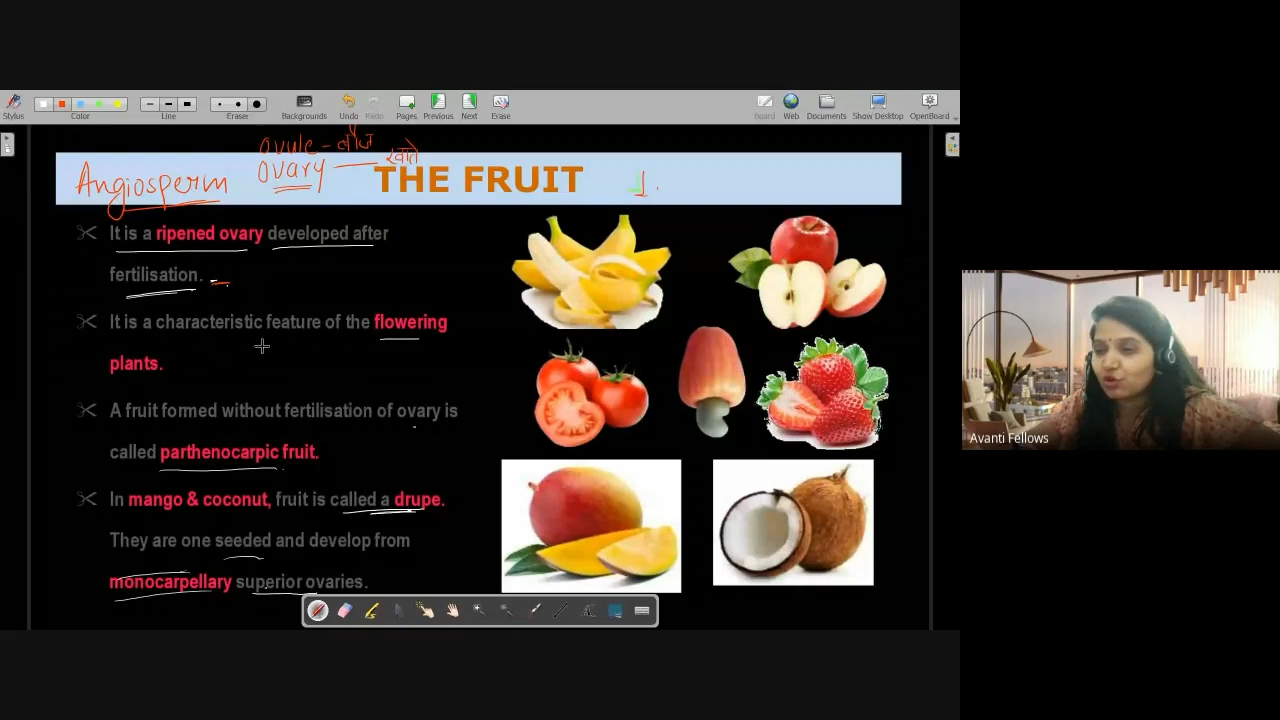 Stylus
Color
Line
Eraser
Backgrounds
Undo
Redo
Pages
Previous
Next
Erase
Board
Web
Documents
Show Desktop
OpenBoard
ovule - बीज
ovary — खाते
Angiosperm
THE FRUIT
1.
It is a ripened ovary developed after
fertilisation.
It is a characteristic feature of the flowering
plants.
A fruit formed without fertilisation of ovary is
called parthenocarpic fruit.
In mango & coconut, fruit is called a drupe.
They are one seeded and develop from
monocarpellary superior ovaries.
Avanti Fellows